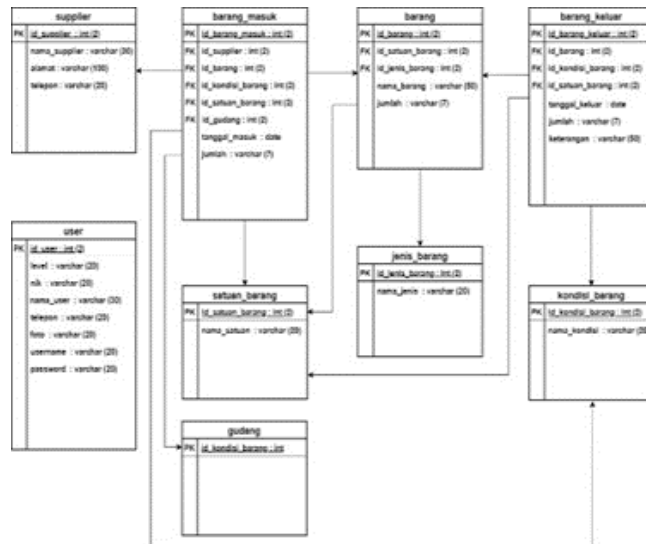 supplier
PK id_supplier : int (2)
nama_supplier : varchar (30)
alamat : varchar (100)
telepon : varchar (20)
barang_masuk
PK id_barang_masuk : int (2)
FK id_supplier : int (2)
FK id_barang : int (2)
FK id_kondisi_barang : int (2)
FK id_satuan_barang : int (2)
FK id_gudang : int (2)
tanggal_masuk : date
jumlah : varchar (7)
barang
PK id_barang : int (2)
FK id_satuan_barang : int (2)
FK id_jenis_barang : int (2)
nama_barang : varchar (50)
jumlah : varchar (7)
barang_keluar
PK id_barang_keluar : int (2)
FK id_barang : int (2)
FK id_kondisi_barang : int (2)
FK id_satuan_barang : int (2)
tanggal_keluar : date
jumlah : varchar (7)
keterangan : varchar (50)
user
PK id_user : int (2)
level : varchar (20)
nik : varchar (20)
nama_user : varchar (30)
telepon : varchar (20)
foto : varchar (20)
username : varchar (20)
password : varchar (20)
satuan_barang
PK id_satuan_barang : int (2)
nama_satuan : varchar (20)
jenis_barang
PK id_jenis_barang : int (2)
nama_jenis : varchar (20)
kondisi_barang
PK id_kondisi_barang : int (2)
nama_kondisi : varchar
gudang
PK id_kondisi_barang : int